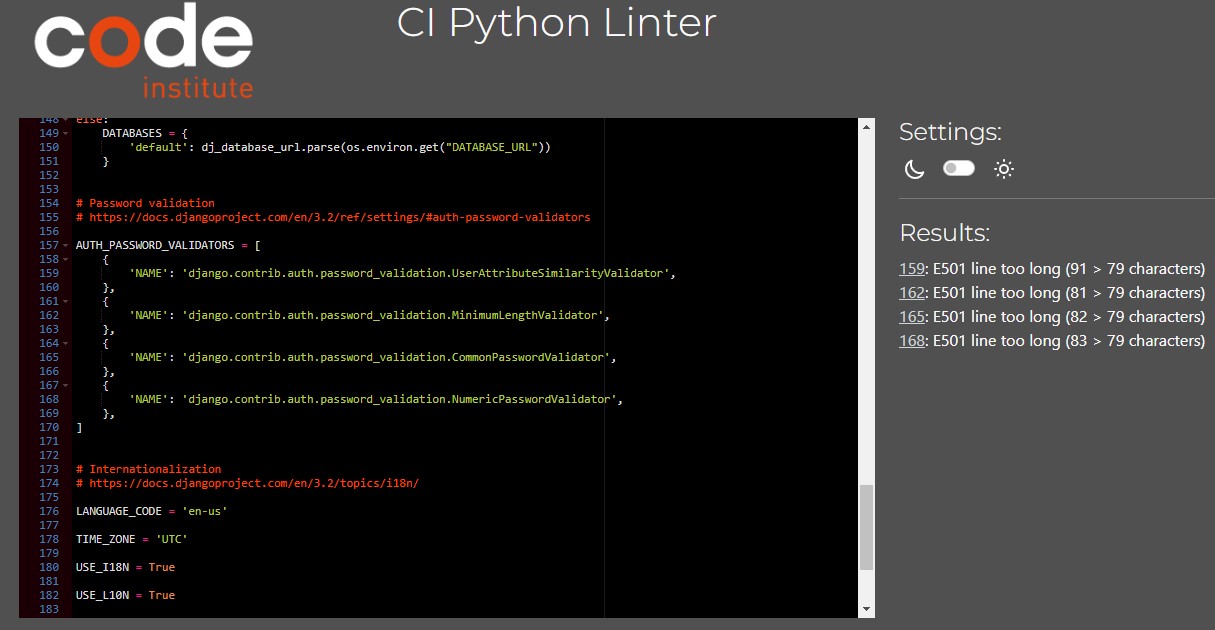 code
institute
CI Python Linter
148 else:
149 DATABASES = {
150 'default': dj_database_url.parse(os.environ.get("DATABASE_URL"))
151 }
152
153
154 # Password validation
155 # https://docs.djangoproject.com/en/3.2/ref/settings/#auth-password-validators
156
157 AUTH_PASSWORD_VALIDATORS = [
158 {
159 'NAME': 'django.contrib.auth.password_validation.UserAttributeSimilarityValidator',
160 },
161 {
162 'NAME': 'django.contrib.auth.password_validation.MinimumLengthValidator',
163 },
164 {
165 'NAME': 'django.contrib.auth.password_validation.CommonPasswordValidator',
166 },
167 {
168 'NAME': 'django.contrib.auth.password_validation.NumericPasswordValidator',
169 },
170 ]
171
172
173 # Internationalization
174 # https://docs.djangoproject.com/en/3.2/topics/i18n/
175
176 LANGUAGE_CODE = 'en-us'
177
178 TIME_ZONE = 'UTC'
179
180 USE_I18N = True
181
182 USE_L10N = True
183
Settings:
Results:
159: E501 line too long (91 > 79 characters)
162: E501 line too long (81 > 79 characters)
165: E501 line too long (82 > 79 characters)
168: E501 line too long (83 > 79 characters)